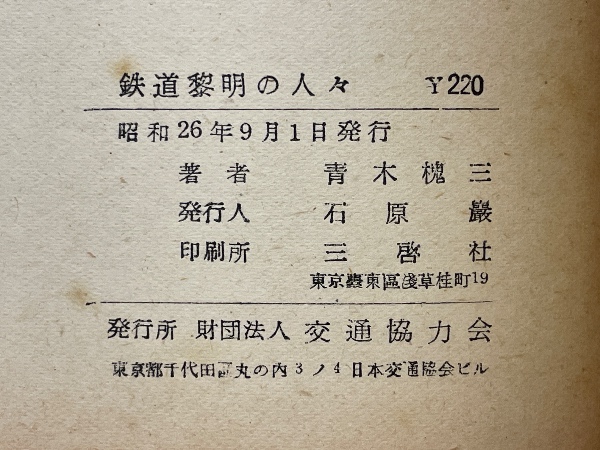 鉄道黎明の人々 ￥220
昭和26年9月1日発行
著者 青木槐三
発行人 石原巖
印刷所 三啓社
東京臺東區淺草桂町19
発行所 財団法人 交通協力会
東京都千代田區丸の内3ノ4日本交通協会ビル